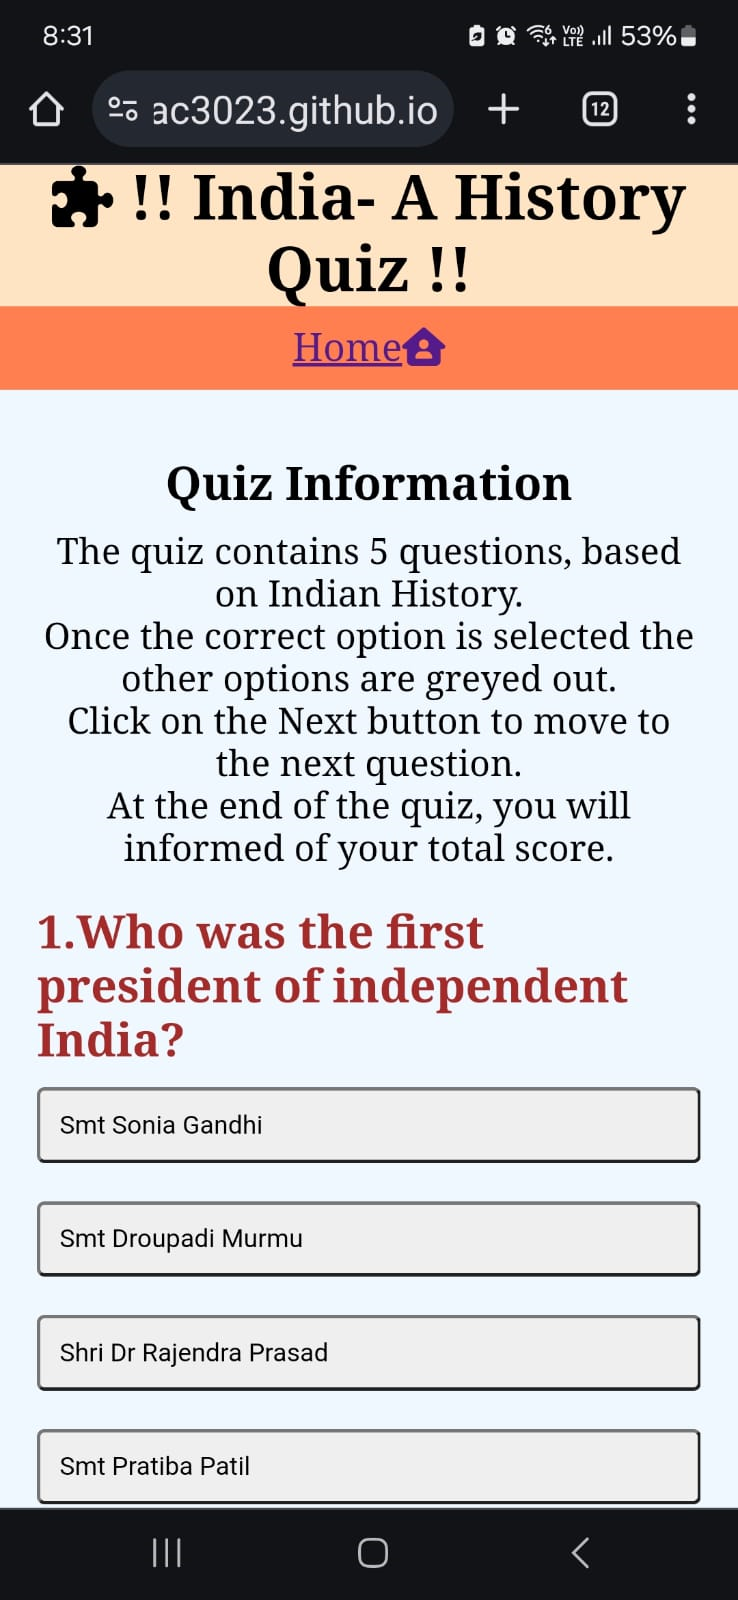 8:31
Vo))
LTE
53%
ac3023.github.io
12
!! India- A History
Quiz !!
Home
Quiz Information
The quiz contains 5 questions, based
on Indian History.
Once the correct option is selected the
other options are greyed out.
Click on the Next button to move to
the next question.
At the end of the quiz, you will
informed of your total score.
1.Who was the first
president of independent
India?
Smt Sonia Gandhi
Smt Droupadi Murmu
Shri Dr Rajendra Prasad
Smt Pratiba Patil